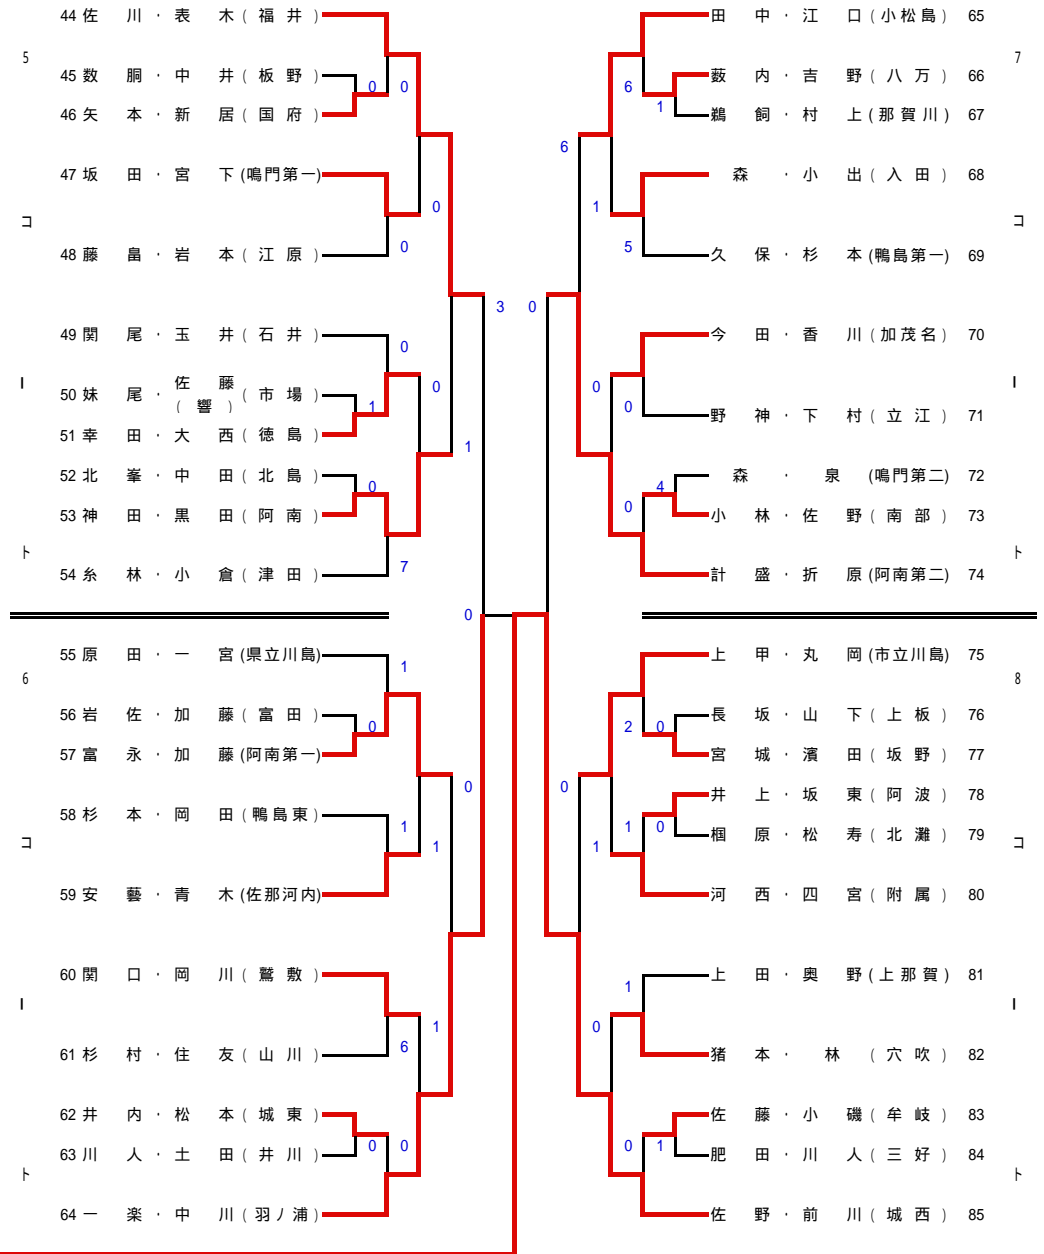 44 佐川・表木(福井)
5
45 数胴・中井(板野)
0 0
46 矢本・新居(国府)
47 坂田・宮下(鳴門第一)
0
コ
48 藤畠・岩本(江原)
0
3
49 関尾・玉井(石井)
0
ー
50 妹尾・佐藤(響)(市場)
0
1
51 幸田・大西(徳島)
1
52 北峯・中田(北島)
0
53 神田・黒田(阿南)
ト
54 糸林・小倉(津田)
7
0
55 原田・一宮(県立川島)
1
6
56 岩佐・加藤(富田)
0
57 富永・加藤(阿南第一)
0
58 杉本・岡田(鴨島東)
1
1
コ
59 安藝・青木(佐那河内)
60 関口・岡川(鷲敷)
ー
1
61 杉村・住友(山川)
6
62 井内・松本(城東)
0 0
63 川人・土田(井川)
ト
64 一楽・中川(羽ノ浦)
田中・江口(小松島) 65
7
6
薮内・吉野(八万) 66
1
鵜飼・村上(那賀川) 67
6
森・小出(入田) 68
1
コ
5
久保・杉本(鴨島第一) 69
0
今田・香川(加茂名) 70
ー
0
0
野神・下村(立江) 71
森・泉(鳴門第二) 72
4
0
小林・佐野(南部) 73
ト
計盛・折原(阿南第二) 74
上甲・丸岡(市立川島) 75
8
長坂・山下(上板) 76
2 0
宮城・濱田(坂野) 77
0
井上・坂東(阿波) 78
1 0
椢原・松寿(北灘) 79
1
コ
河西・四宮(附属) 80
上田・奥野(上那賀) 81
1
ー
0
猪本・林(穴吹) 82
佐藤・小磯(牟岐) 83
0 1
肥田・川人(三好) 84
ト
佐野・前川(城西) 85